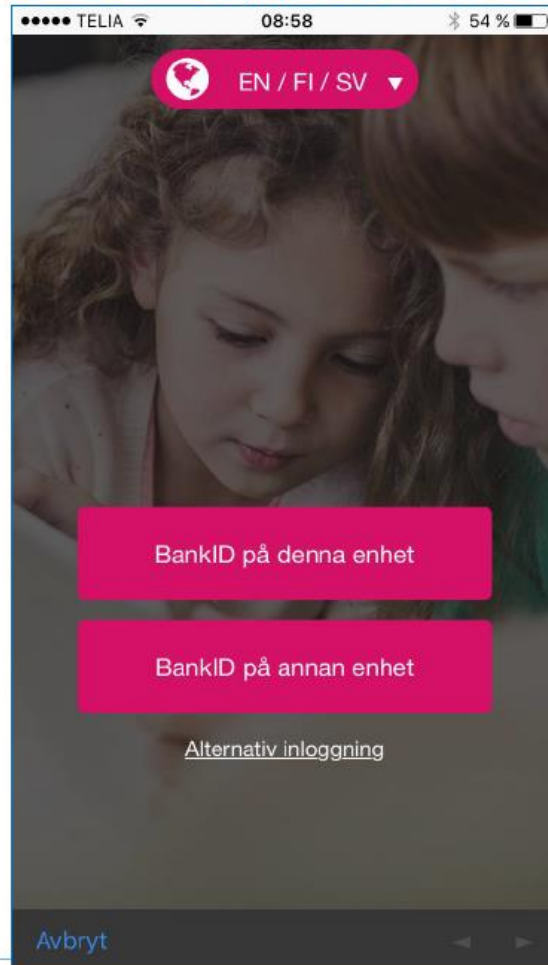 TELIA 08:58 54 %
EN / FI / SV
BankID på denna enhet
BankID på annan enhet
Alternativ inloggning
Avbryt